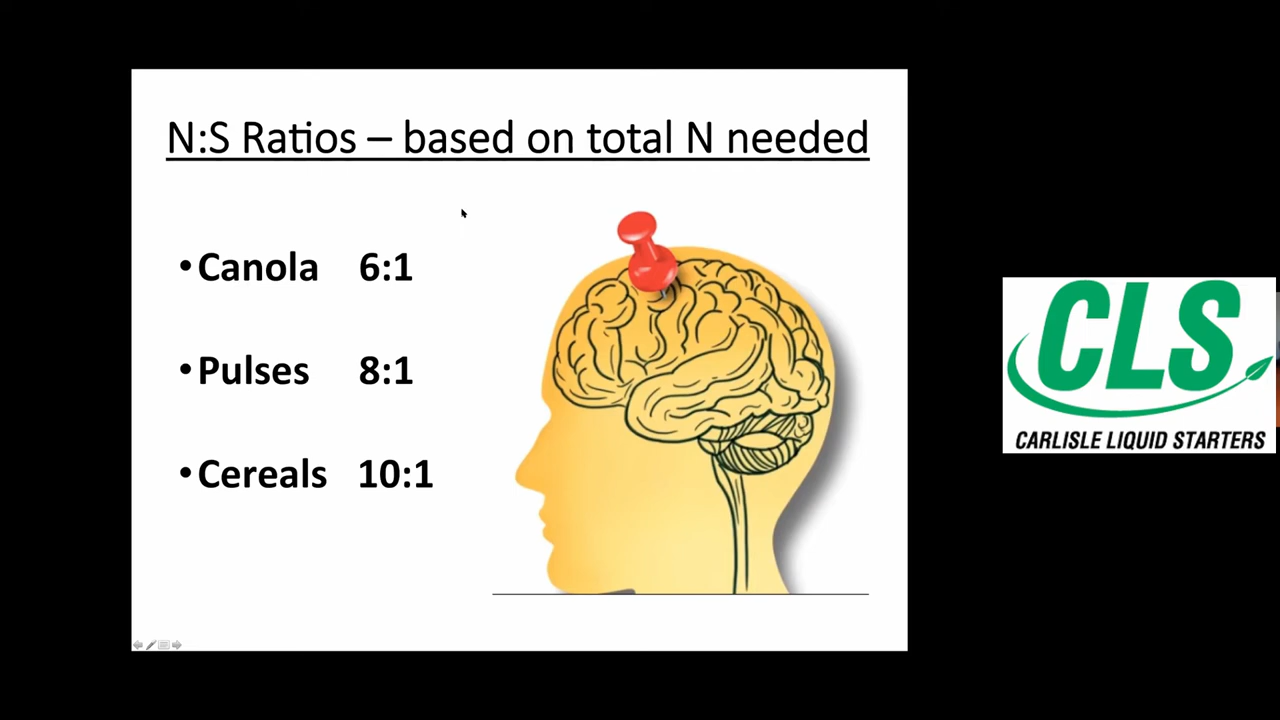 N:S Ratios – based on total N needed
•Canola 6:1
•Pulses 8:1
•Cereals 10:1
CLS
CARLISLE LIQUID STARTERS